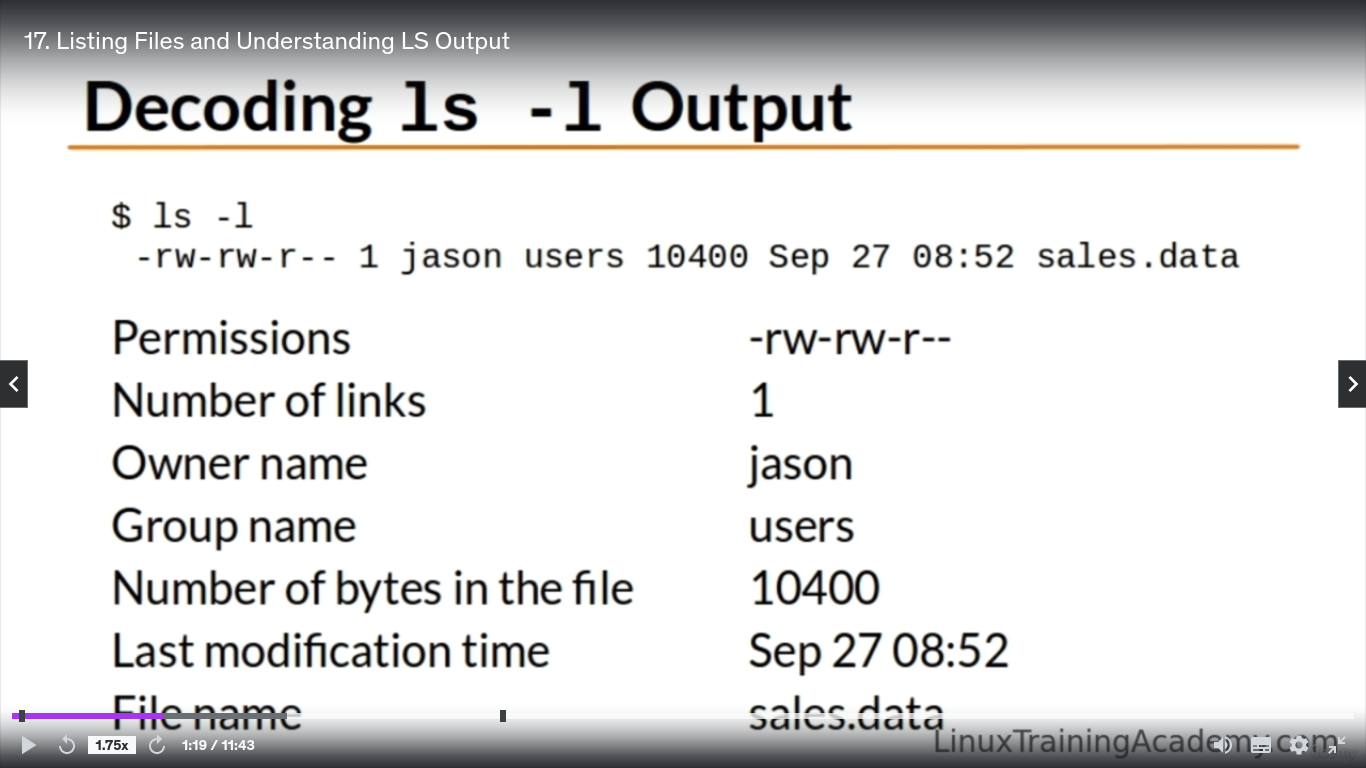 17. Listing Files and Understanding LS Output
Decoding ls -l Output
$ ls -l
-rw-rw-r-- 1 jason users 10400 Sep 27 08:52 sales.data
Permissions -rw-rw-r--
Number of links 1
Owner name jason
Group name users
Number of bytes in the file 10400
Last modification time Sep 27 08:52
File name sales.data
LinuxTrainingAcademy.com
1.75x 1:19 / 11:43